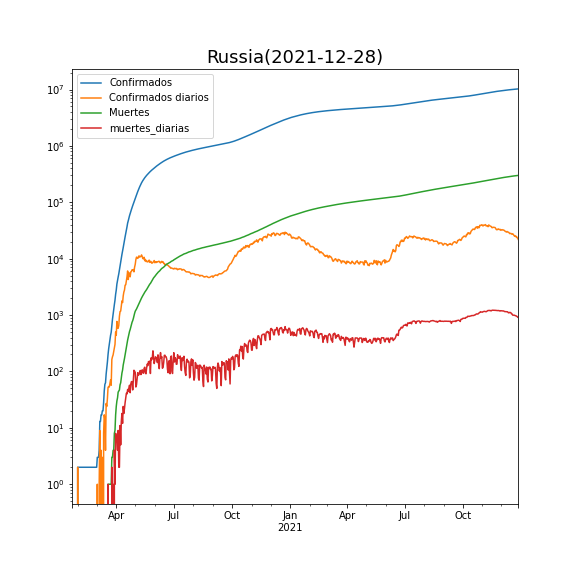 Russia(2021-12-28)
Confirmados
Confirmados diarios
Muertes
muertes_diarias
10^7
10^6
10^5
10^4
10^3
10^2
10^1
10^0
Apr Jul Oct Jan Apr Jul Oct
2021